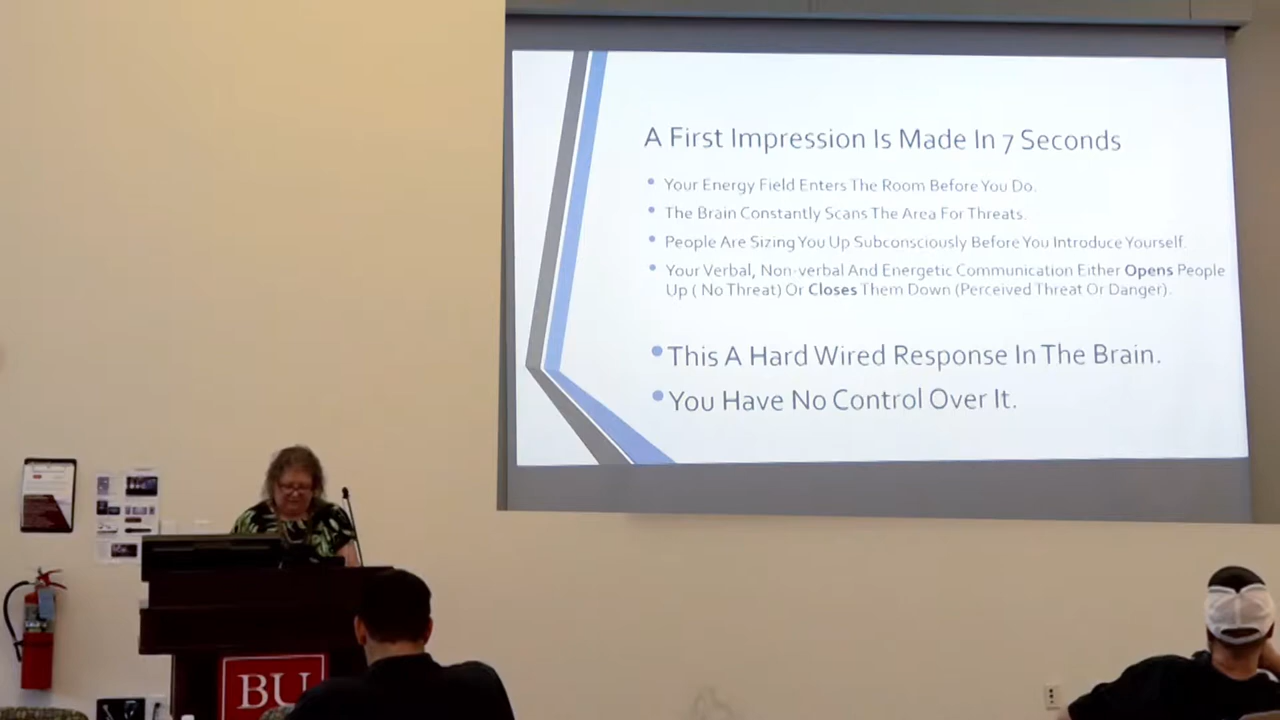 A First Impression Is Made In 7 Seconds
• Your Energy Field Enters The Room Before You Do.
• The Brain Constantly Scans The Area For Threats.
• People Are Sizing You Up Subconsciously Before You Introduce Yourself.
• Your Verbal, Non-verbal And Energetic Communication Either Opens People
Up ( No Threat) Or Closes Them Down (Perceived Threat Or Danger).
• This A Hard Wired Response In The Brain.
• You Have No Control Over It.
BU